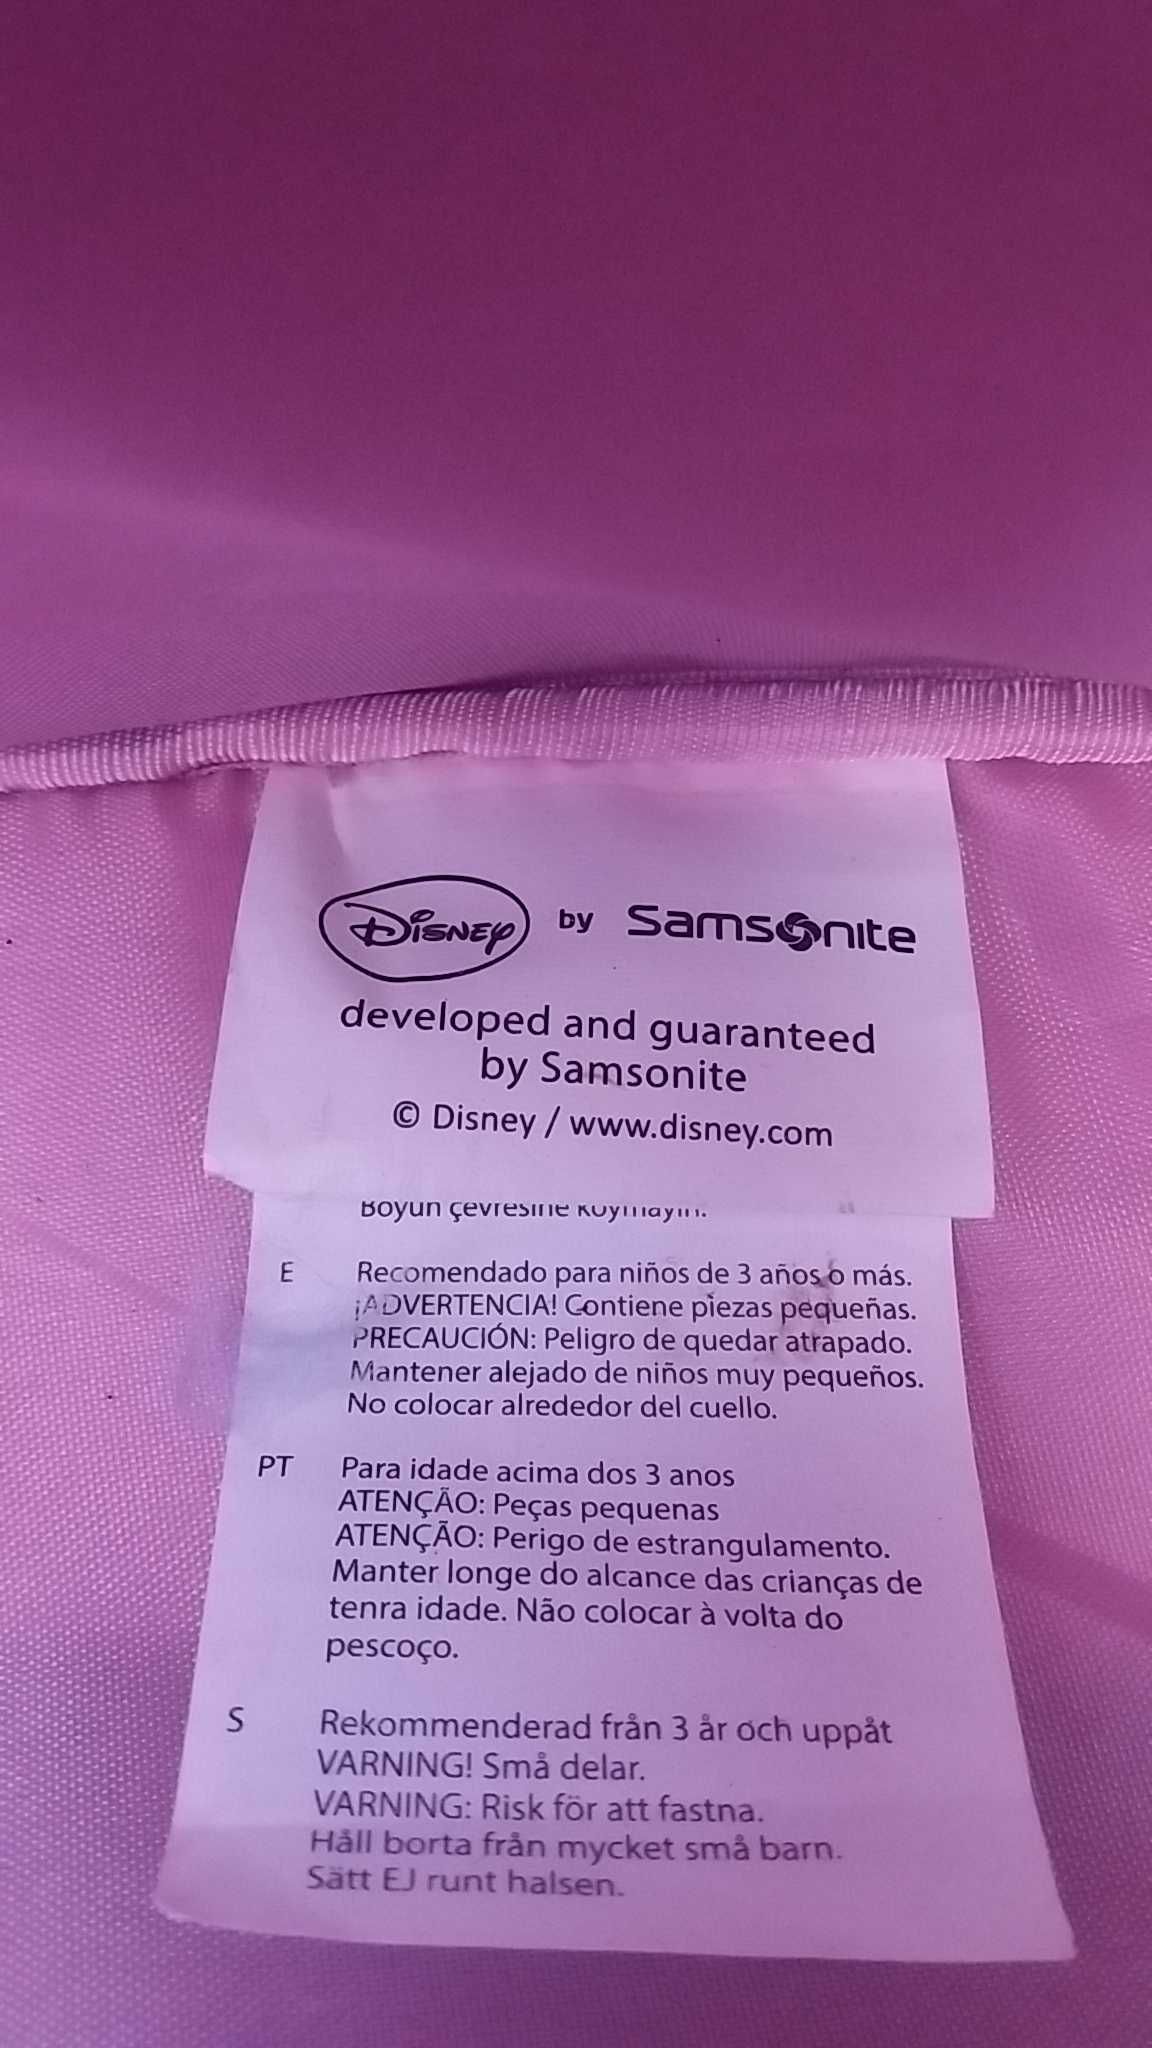 Disney by Samsonite
developed and guaranteed
by Samsonite
© Disney / www.disney.com
Boyun çevresine koymayın.
E Recomendado para niños de 3 años o más.
¡ADVERTENCIA! Contiene piezas pequeñas.
PRECAUCIÓN: Peligro de quedar atrapado.
Mantener alejado de niños muy pequeños.
No colocar alrededor del cuello.
PT Para idade acima dos 3 anos
ATENÇÃO: Peças pequenas
ATENÇÃO: Perigo de estrangulamento.
Manter longe do alcance das crianças de
tenra idade. Não colocar à volta do
pescoço.
S Rekommenderad från 3 år och uppåt
VARNING! Små delar.
VARNING: Risk för att fastna.
Håll borta från mycket små barn.
Sätt EJ runt halsen.